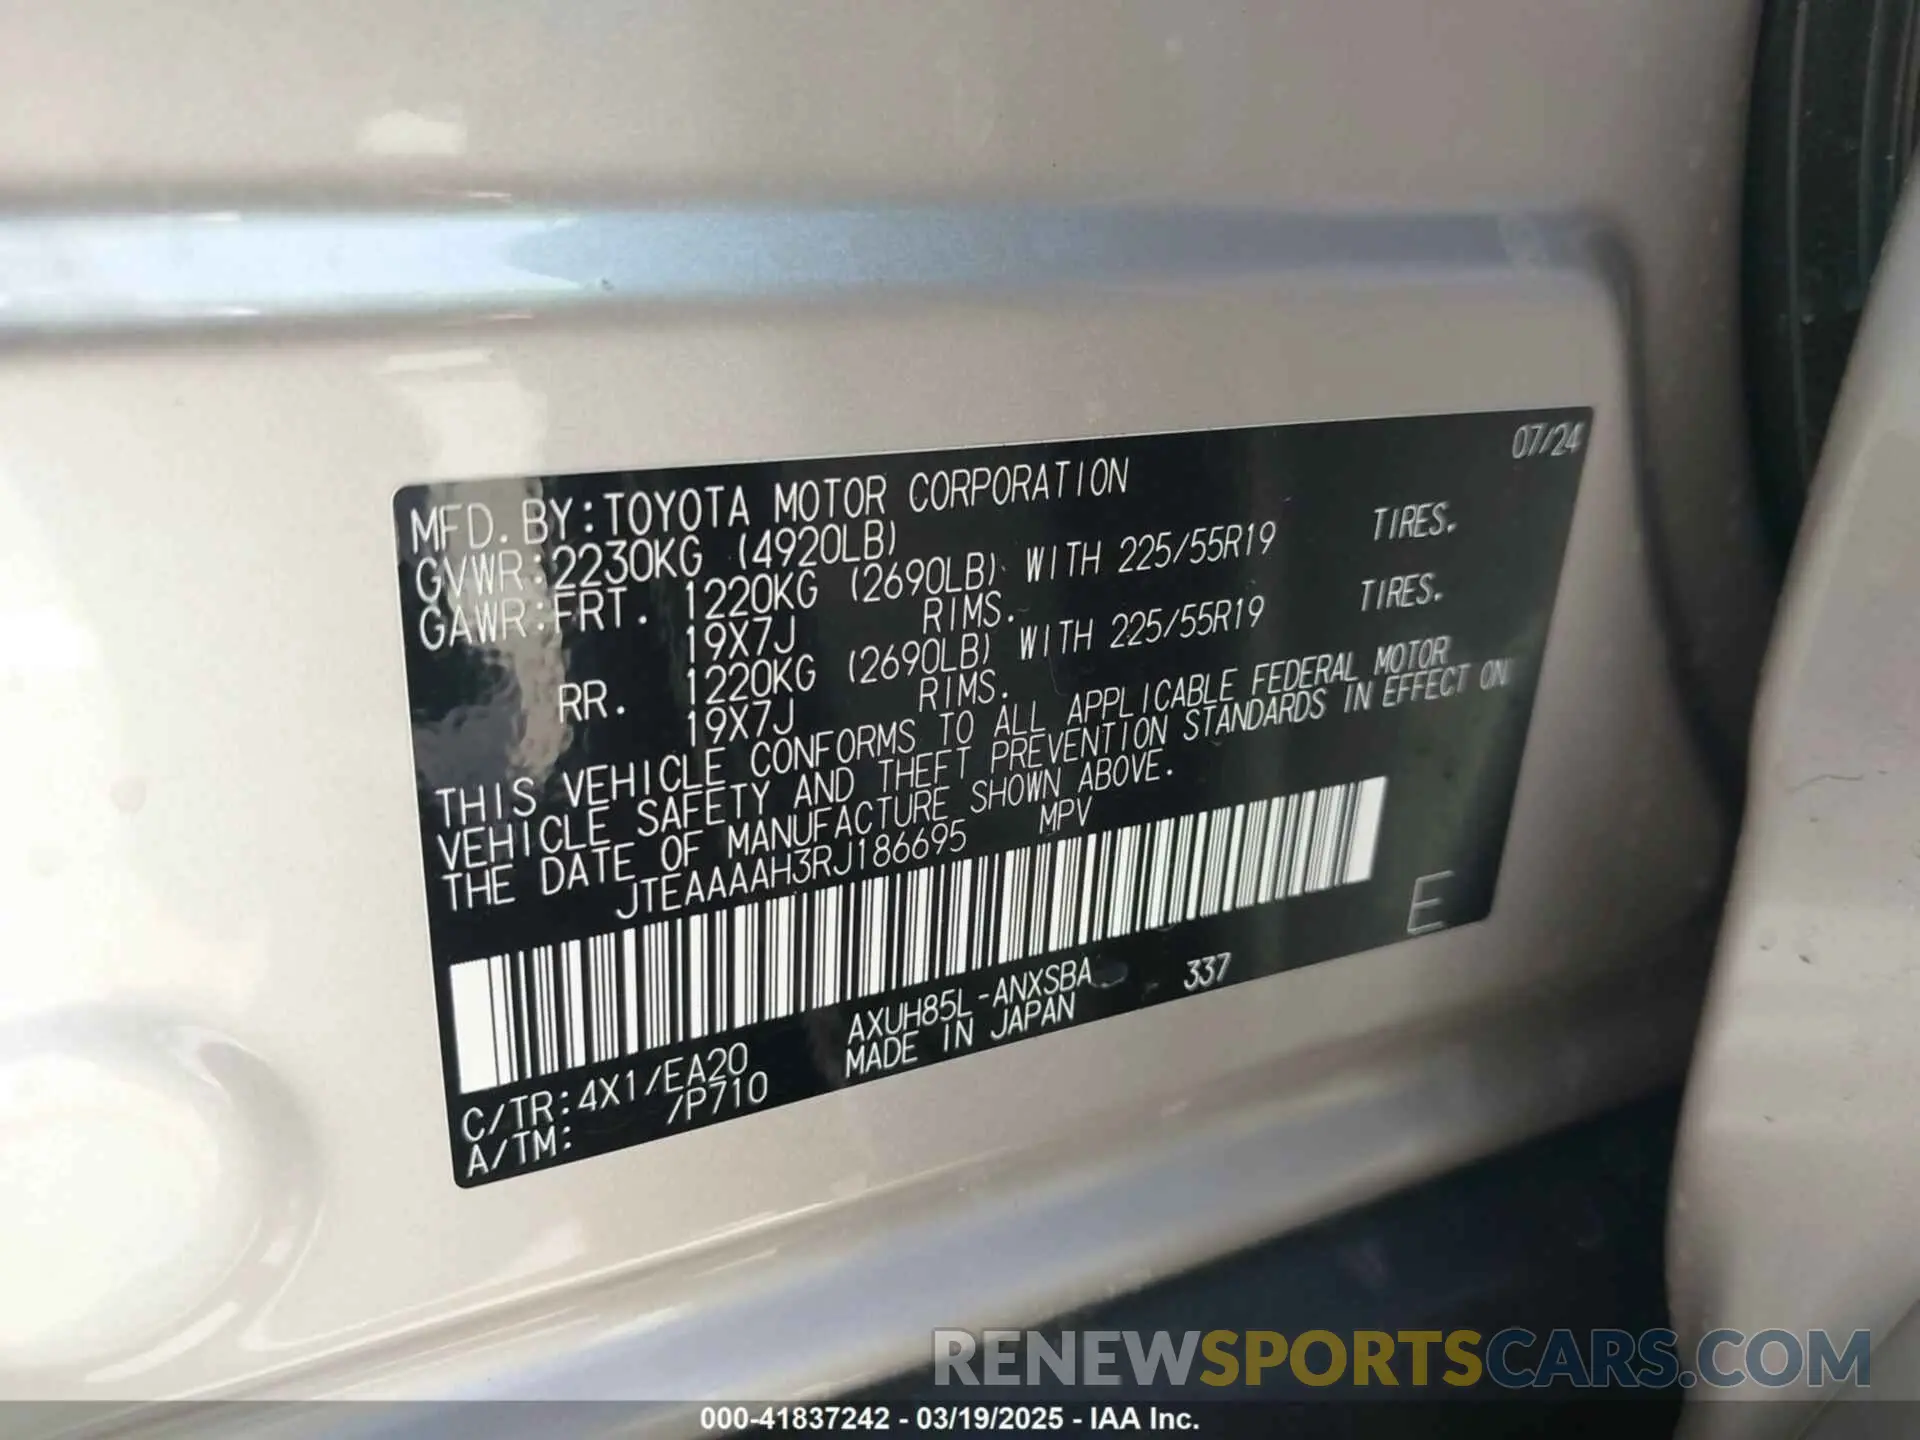 07/24
MFD. BY: TOYOTA MOTOR CORPORATION
GVWR: 2230KG (4920LB)
GAWR: FRT. 1220KG (2690LB) WITH 225/55R19 TIRES.
19X7J RIMS.
RR. 1220KG (2690LB) WITH 225/55R19 TIRES.
19X7J RIMS.
THIS VEHICLE CONFORMS TO ALL APPLICABLE FEDERAL MOTOR
VEHICLE SAFETY AND THEFT PREVENTION STANDARDS IN EFFECT ON
THE DATE OF MANUFACTURE SHOWN ABOVE.
JTEAAAAH3RJ186695 MPV
E
C/TR: 4X1/EA20 AXUH85L-ANXSBA 337
A/TM: /P710 MADE IN JAPAN
RENEWSPORTSCARS.COM
000-41837242 - 03/19/2025 - IAA Inc.